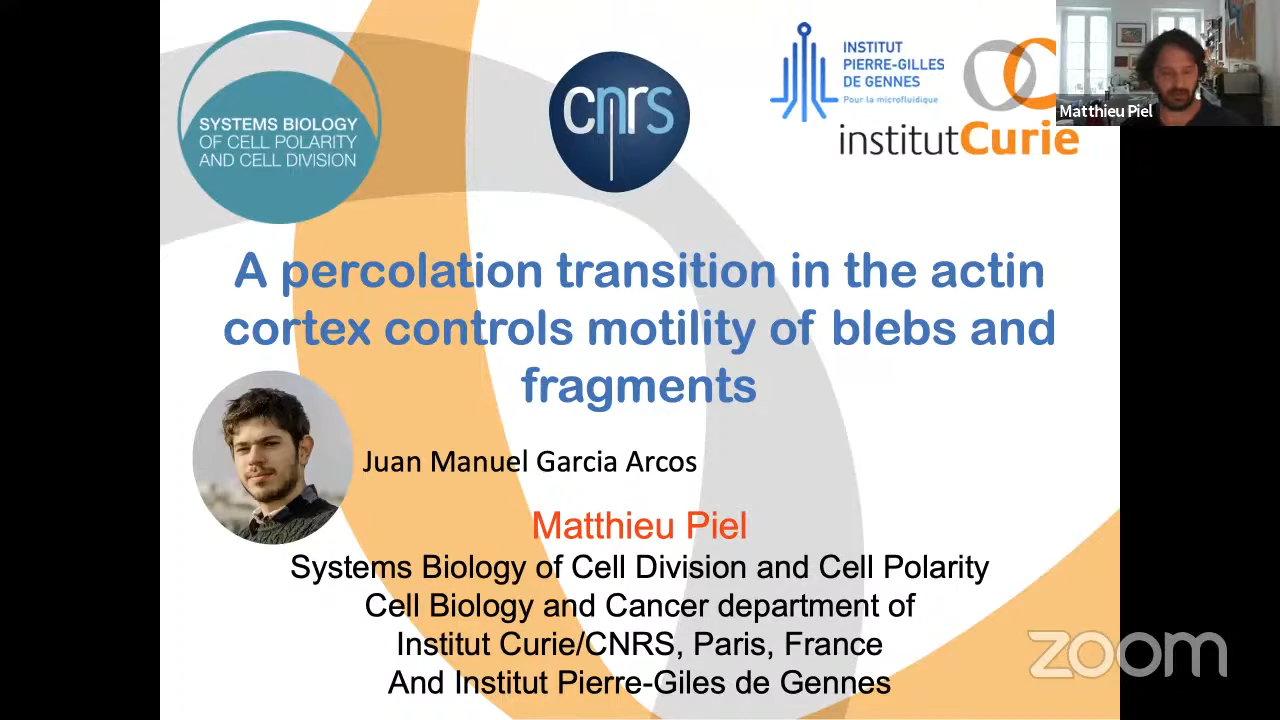 SYSTEMS BIOLOGY
OF CELL POLARITY
AND CELL DIVISION
cnrs
INSTITUT
PIERRE-GILLES
DE GENNES
Pour la microfluidique
institutCurie
Matthieu Piel
A percolation transition in the actin
cortex controls motility of blebs and
fragments
Juan Manuel Garcia Arcos
Matthieu Piel
Systems Biology of Cell Division and Cell Polarity
Cell Biology and Cancer department of
Institut Curie/CNRS, Paris, France
And Institut Pierre-Giles de Gennes
zoom